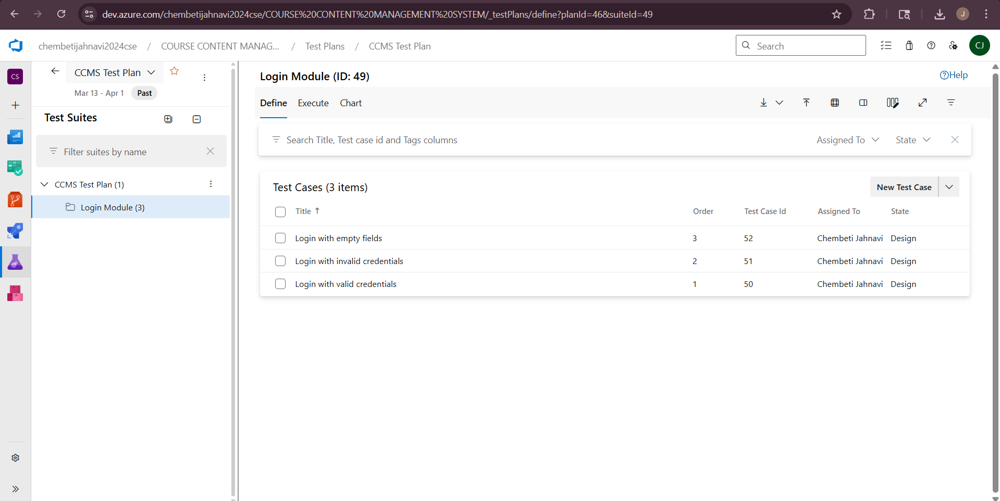 dev.azure.com/chembetijahnavi2024cse/COURSE%20CONTENT%20MANAGEMENT%20SYSTEM/_testPlans/define?planId=46&suiteId=49
J
chembetijahnavi2024cse / COURSE CONTENT MANAG... / Test Plans / CCMS Test Plan
Search
CJ
CS
CCMS Test Plan
Mar 13 - Apr 1 Past
Test Suites
Filter suites by name
CCMS Test Plan (1)
Login Module (3)
Login Module (ID: 49)
Help
Define Execute Chart
Search Title, Test case id and Tags columns Assigned To State
Test Cases (3 items)
New Test Case
Title Order Test Case Id Assigned To State
Login with empty fields 3 52 Chembeti Jahnavi Design
Login with invalid credentials 2 51 Chembeti Jahnavi Design
Login with valid credentials 1 50 Chembeti Jahnavi Design